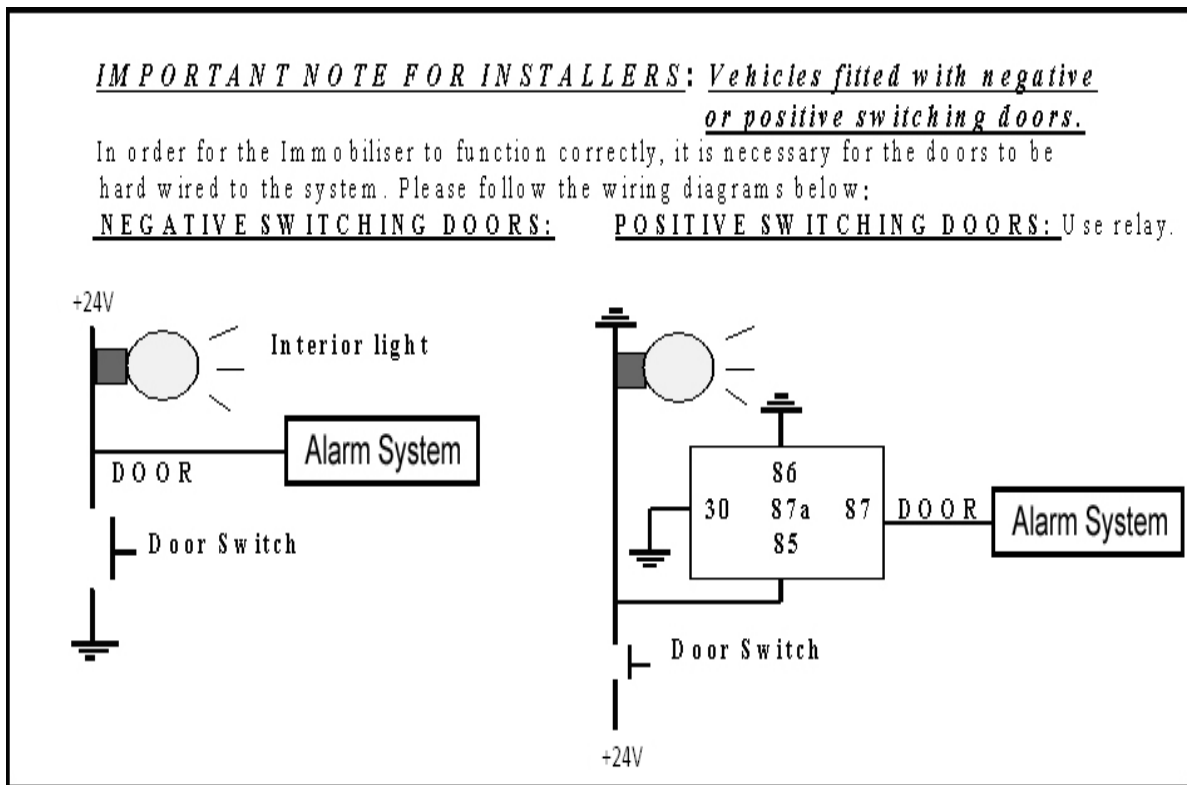 IMPORTANT NOTE FOR INSTALLERS: Vehicles fitted with negative
or positive switching doors.
In order for the Immobiliser to function correctly, it is necessary for the doors to be
hard wired to the system. Please follow the wiring diagrams below:
NEGATIVE SWITCHING DOORS:
POSITIVE SWITCHING DOORS: Use relay.
+24V
Interior light
Alarm System
DOOR
Door Switch
86
30 87a 87
85
DOOR
Alarm System
Door Switch
+24V